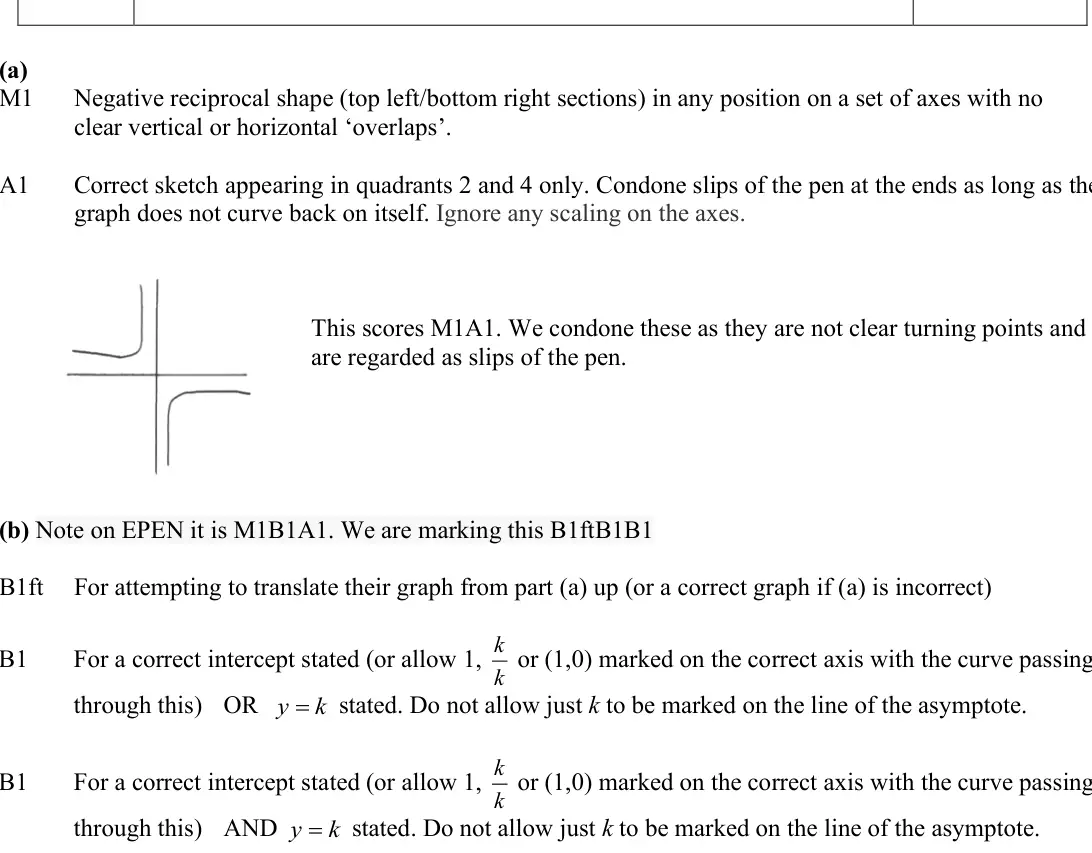 (a)
M1 Negative reciprocal shape (top left/bottom right sections) in any position on a set of axes with no
clear vertical or horizontal ‘overlaps’.
A1 Correct sketch appearing in quadrants 2 and 4 only. Condone slips of the pen at the ends as long as the
graph does not curve back on itself. Ignore any scaling on the axes.
This scores M1A1. We condone these as they are not clear turning points and
are regarded as slips of the pen.
(b) Note on EPEN it is M1B1A1. We are marking this B1ftB1B1
B1ft For attempting to translate their graph from part (a) up (or a correct graph if (a) is incorrect)
B1 For a correct intercept stated (or allow 1, k/k or (1,0) marked on the correct axis with the curve passing
through this) OR y = k stated. Do not allow just k to be marked on the line of the asymptote.
B1 For a correct intercept stated (or allow 1, k/k or (1,0) marked on the correct axis with the curve passing
through this) AND y = k stated. Do not allow just k to be marked on the line of the asymptote.